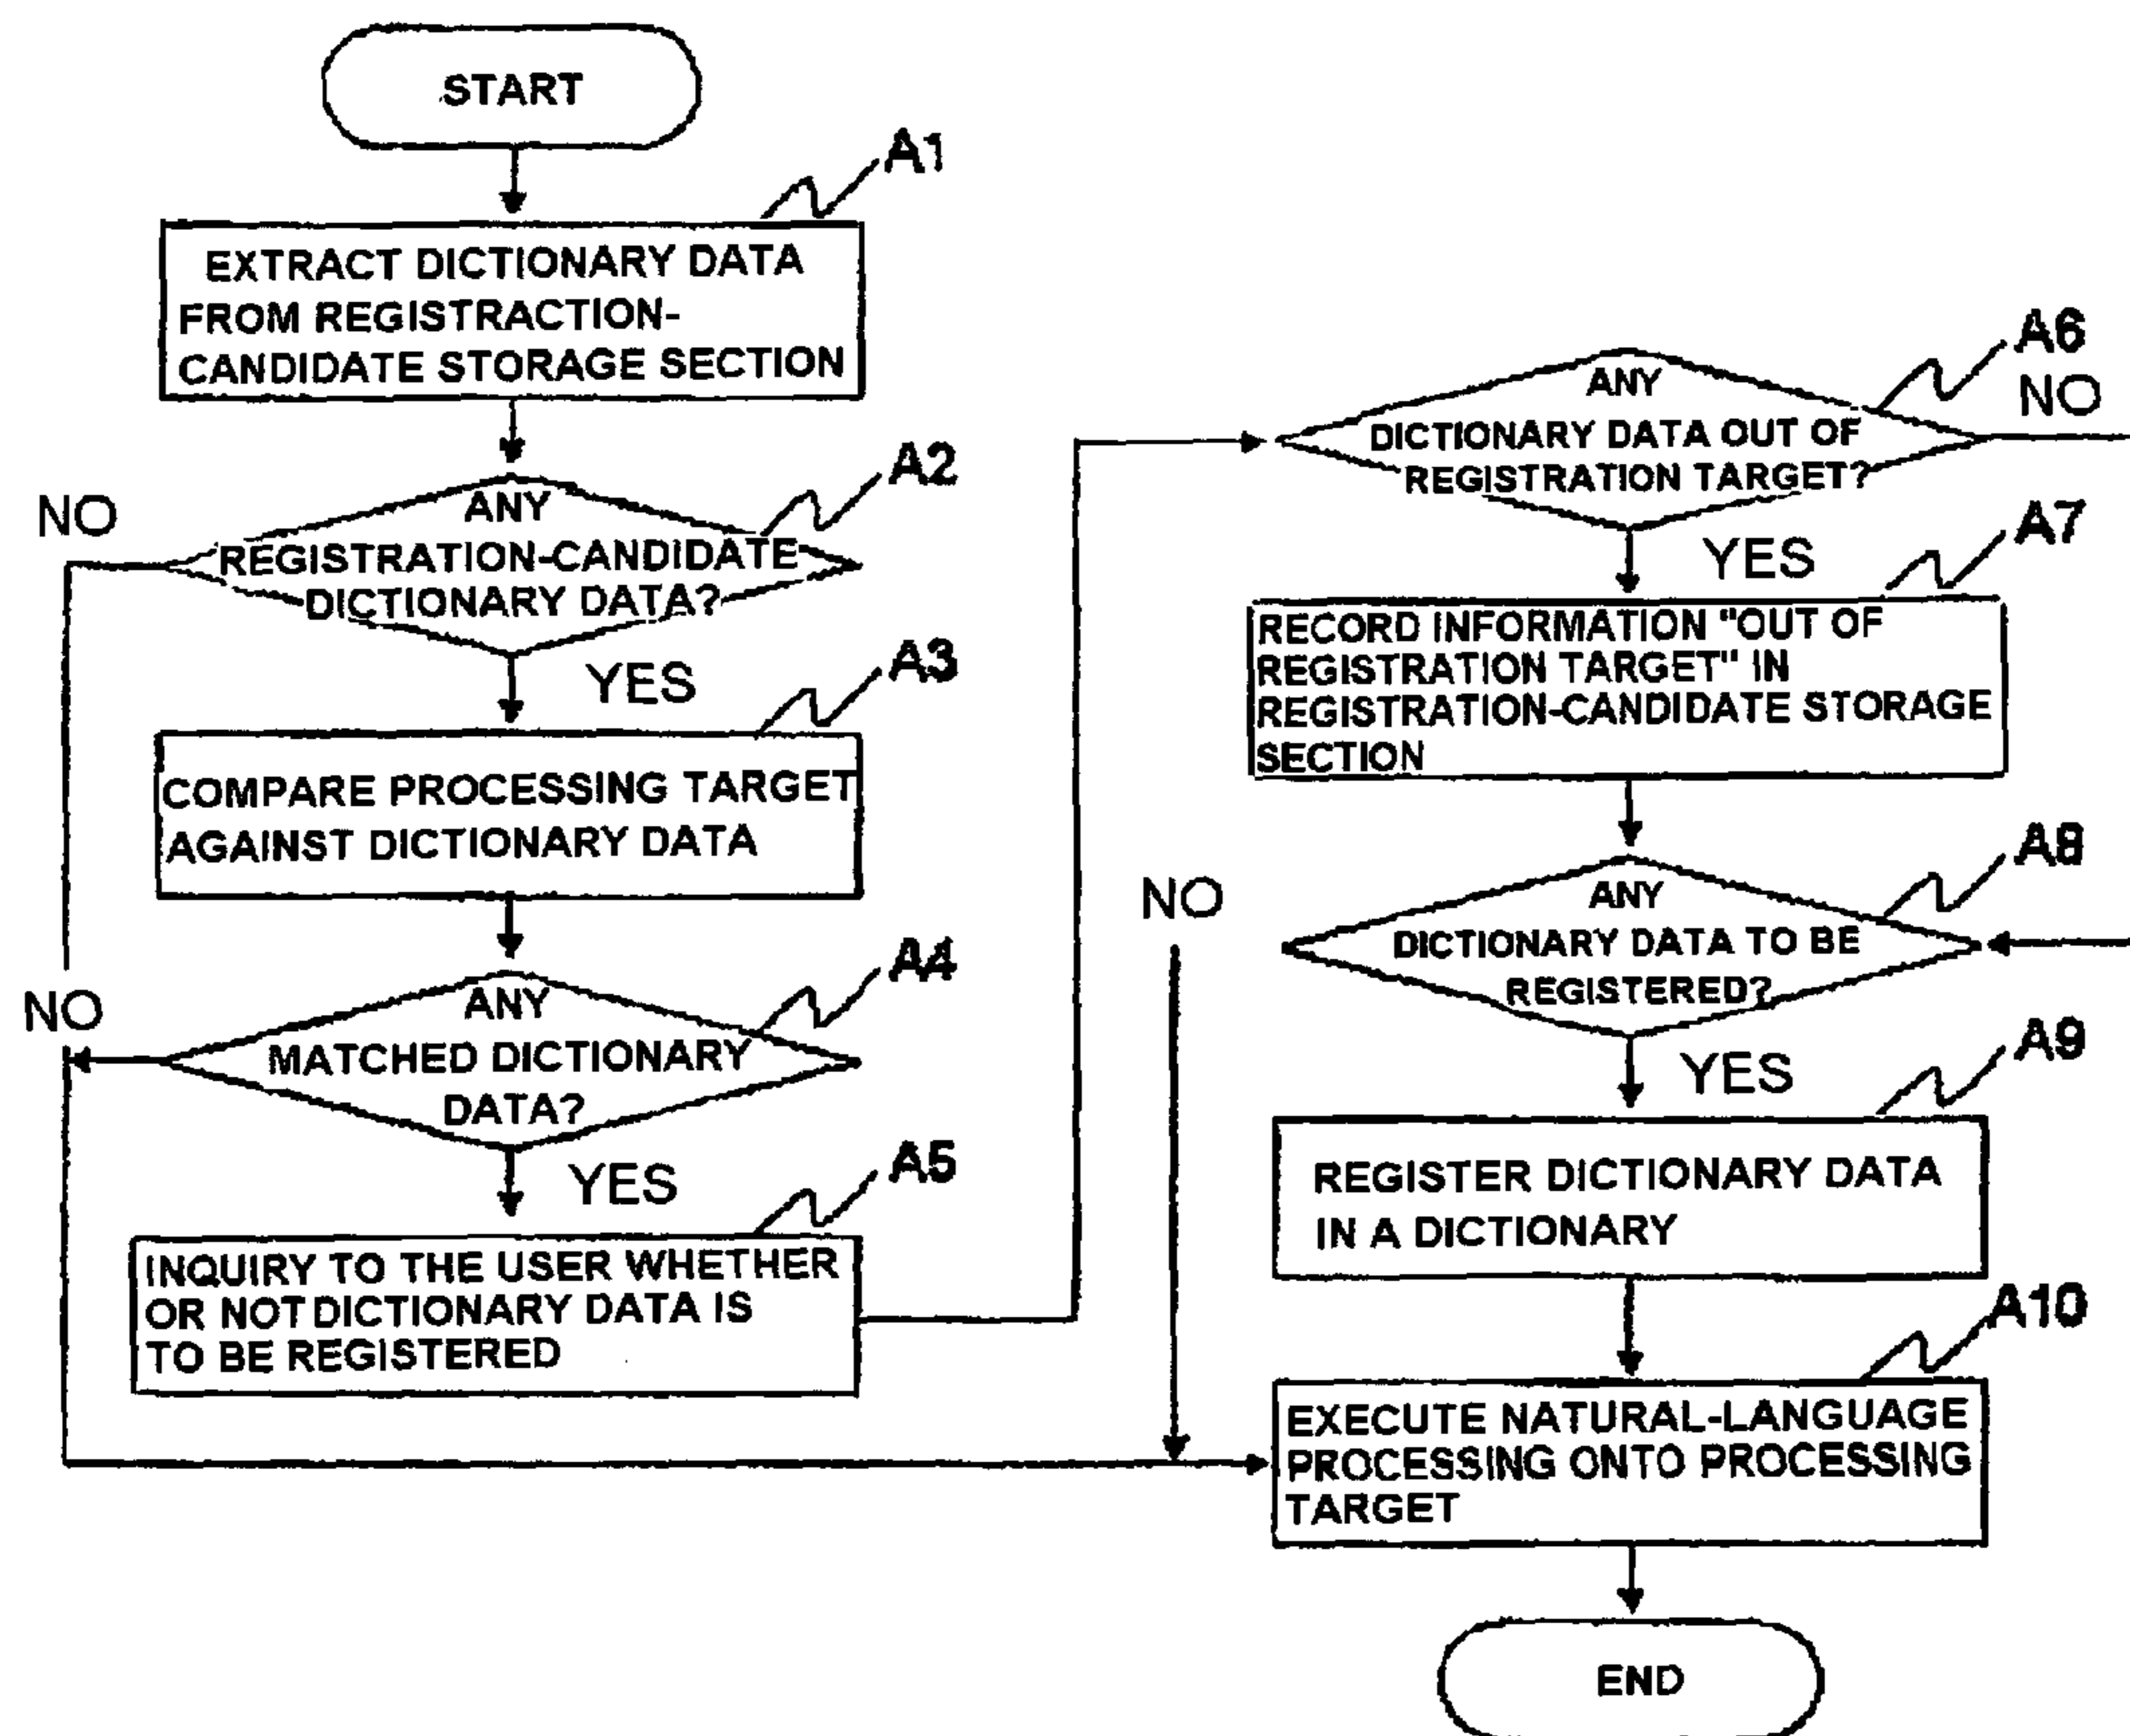 START
A1
EXTRACT DICTIONARY DATA
FROM REGISTRACTION-
CANDIDATE STORAGE SECTION
A2
NO
ANY
REGISTRATION-CANDIDATE
DICTIONARY DATA?
YES
A3
COMPARE PROCESSING TARGET
AGAINST DICTIONARY DATA
A4
NO
ANY
MATCHED DICTIONARY
DATA?
YES
A5
INQUIRY TO THE USER WHETHER
OR NOT DICTIONARY DATA IS
TO BE REGISTERED
A6
NO
ANY
DICTIONARY DATA OUT OF
REGISTRATION TARGET?
YES
A7
RECORD INFORMATION "OUT OF
REGISTRATION TARGET" IN
REGISTRATION-CANDIDATE STORAGE
SECTION
A8
NO
ANY
DICTIONARY DATA TO BE
REGISTERED?
YES
A9
REGISTER DICTIONARY DATA
IN A DICTIONARY
A10
EXECUTE NATURAL-LANGUAGE
PROCESSING ONTO PROCESSING
TARGET
END